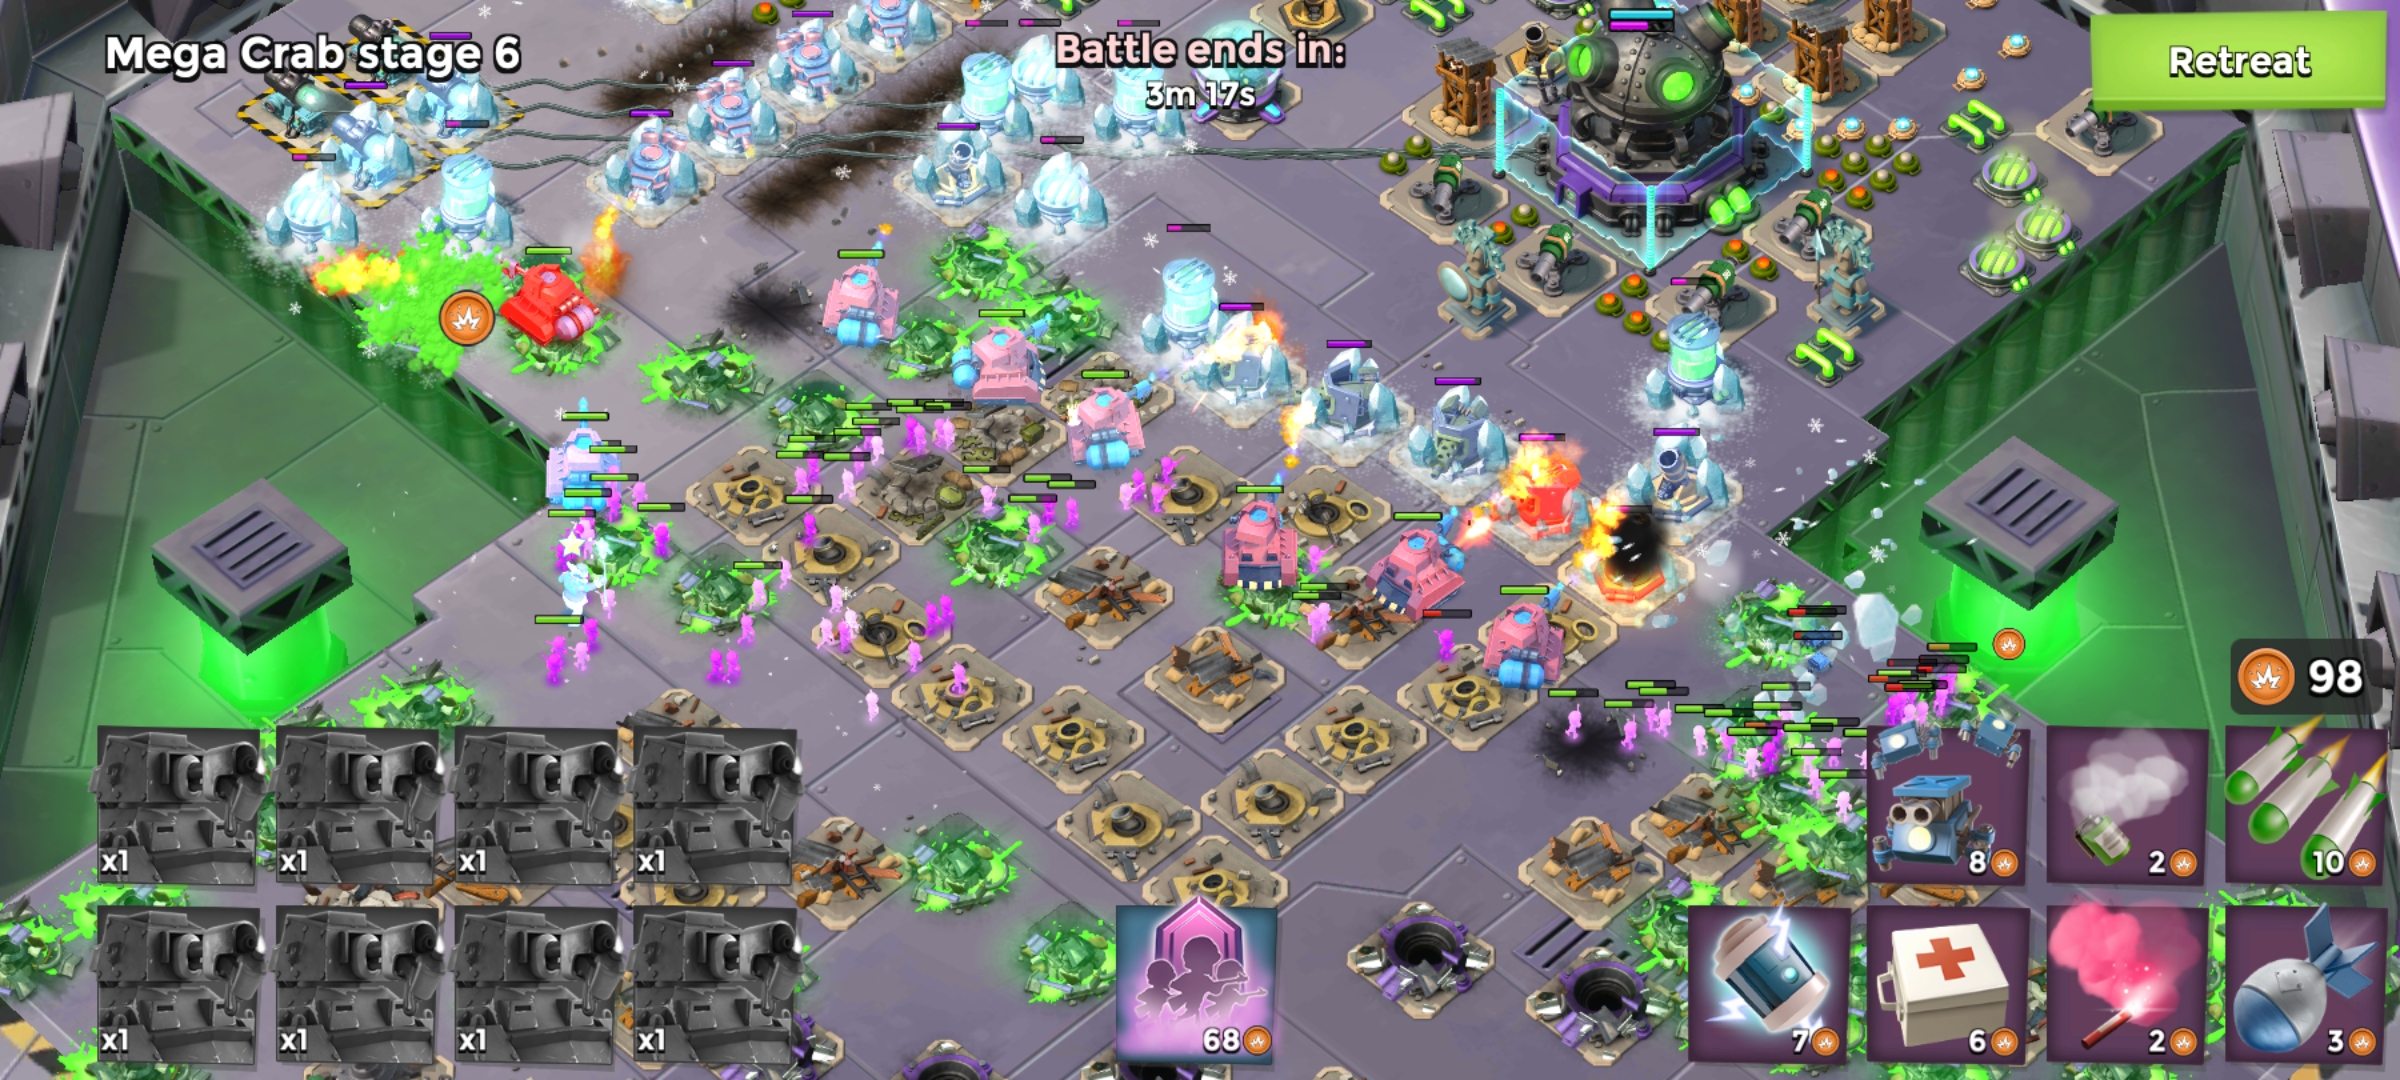 Mega Crab stage 6
Battle ends in:
3m 17s
Retreat
98
x1
x1
x1
x1
8
2
10
x1
x1
x1
x1
68
7
6
2
3